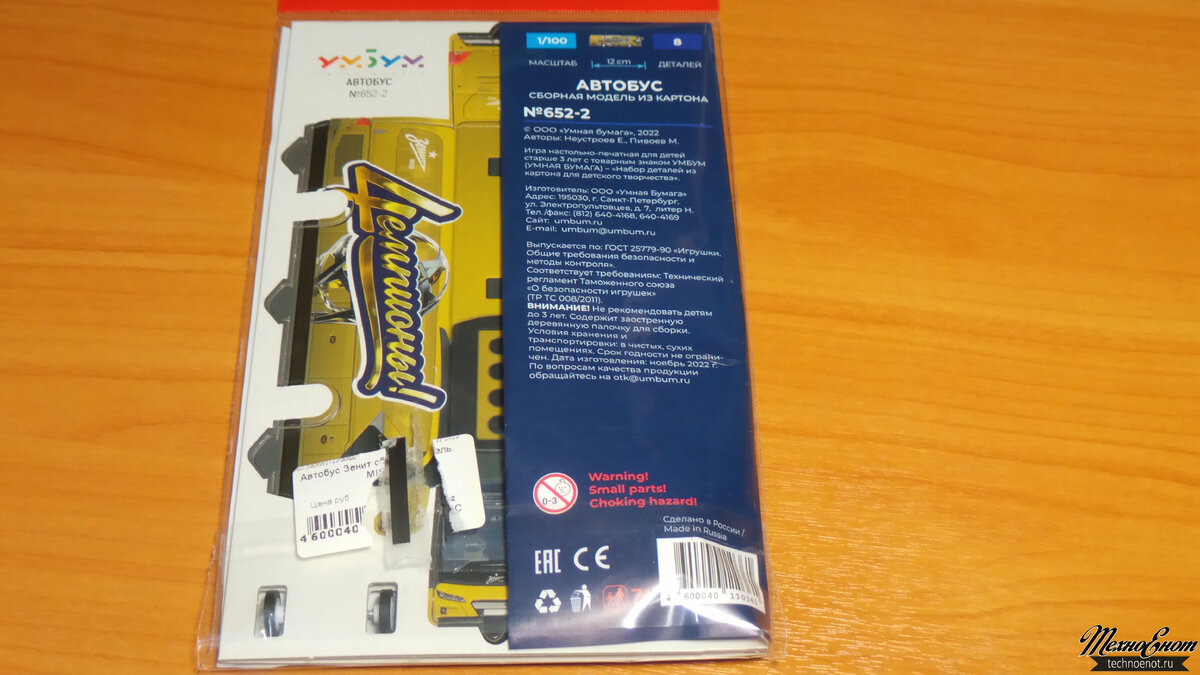 УМБУМ
АВТОБУС
№652-2
Зенит
Чемпионы!
Автобус Зенит
Цена руб
4 600040
1/100
8
МАСШТАБ
12 cm
ДЕТАЛЕЙ
АВТОБУС
СБОРНАЯ МОДЕЛЬ ИЗ КАРТОНА
№652-2
© ООО «Умная бумага», 2022
Авторы: Неустроев Е., Пивоев М.
Игра настольно-печатная для детей
старше 3 лет с товарным знаком УМБУМ
(УМНАЯ БУМАГА) – «Набор деталей из
картона для детского творчества».
Изготовитель: ООО «Умная Бумага»
Адрес: 195030, г. Санкт-Петербург,
ул. Электропультовцев, д. 7, литер Н.
Тел./факс: (812) 640-4168, 640-4169
Сайт: umbum.ru
E-mail: umbum@umbum.ru
Выпускается по: ГОСТ 25779-90 «Игрушки.
Общие требования безопасности и
методы контроля».
Соответствует требованиям: Технический
регламент Таможенного союза
«О безопасности игрушек»
(ТР ТС 008/2011).
ВНИМАНИЕ! Не рекомендовать детям
до 3 лет. Содержит заостренную
деревянную палочку для сборки.
Условия хранения и
транспортировки: в чистых, сухих
помещениях. Срок годности не ограни-
чен. Дата изготовления: ноябрь 2022 г.
По вопросам качества продукции
обращайтесь на otk@umbum.ru
0-3
Warning!
Small parts!
Choking hazard!
Сделано в России /
Made in Russia
EAC CE
600040 11036
ТехноЕнот
technoenot.ru